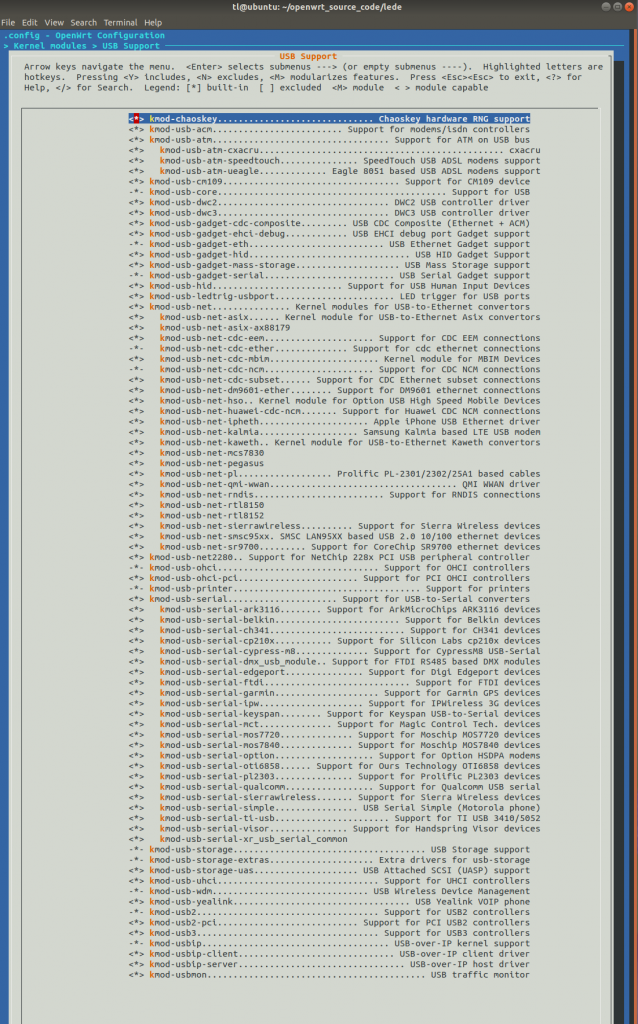 tl@ubuntu: ~/openwrt_source_code/lede
File Edit View Search Terminal Help
.config - OpenWrt Configuration
> Kernel modules > USB Support
USB Support
Arrow keys navigate the menu. <Enter> selects submenus ---> (or empty submenus ----). Highlighted letters are
hotkeys. Pressing <Y> includes, <N> excludes, <M> modularizes features. Press <Esc><Esc> to exit, <?> for
Help, </> for Search. Legend: [*] built-in [ ] excluded <M> module < > module capable
<*> kmod-chaoskey.............................. Chaoskey hardware RNG support
<*> kmod-usb-acm......................... Support for modems/isdn controllers
<*> kmod-usb-atm.................................. Support for ATM on USB bus
<*> kmod-usb-atm-cxacru.......................................... cxacru
<*> kmod-usb-atm-speedtouch.............. SpeedTouch USB ADSL modems support
<*> kmod-usb-atm-ueagle............. Eagle 8051 based USB ADSL modems support
<*> kmod-usb-cm109................................... Support for CM109 device
-*- kmod-usb-core............................................ Support for USB
<*> kmod-usb-dwc2.................................. DWC2 USB controller driver
<*> kmod-usb-dwc3.................................. DWC3 USB controller driver
<*> kmod-usb-gadget-cdc-composite......... USB CDC Composite (Ethernet + ACM)
<*> kmod-usb-gadget-ehci-debug............ USB EHCI debug port Gadget support
-*- kmod-usb-gadget-eth........................... USB Ethernet Gadget support
<*> kmod-usb-gadget-hid................................ USB HID Gadget Support
<*> kmod-usb-gadget-mass-storage................. USB Mass Storage support
-*- kmod-usb-gadget-serial.......................... USB Serial Gadget support
<*> kmod-usb-hid......................... Support for USB Human Input Devices
<*> kmod-usb-ledtrig-usbport........................ LED trigger for USB ports
<*> kmod-usb-net............... Kernel modules for USB-to-Ethernet convertors
<*> kmod-usb-net-asix...... Kernel module for USB-to-Ethernet Asix convertors
<*> kmod-usb-net-asix-ax88179
<*> kmod-usb-net-cdc-eem..................... Support for CDC EEM connections
-*- kmod-usb-net-cdc-ether.............. Support for cdc ethernet connections
<*> kmod-usb-net-cdc-mbim...................... Kernel module for MBIM Devices
-*- kmod-usb-net-cdc-ncm..................... Support for CDC NCM connections
<*> kmod-usb-net-cdc-subset...... Support for CDC Ethernet subset connections
<*> kmod-usb-net-dm9601-ether........ Support for DM9601 ethernet connections
<*> kmod-usb-net-hso.. Kernel module for Option USB High Speed Mobile Devices
<*> kmod-usb-net-huawei-cdc-ncm....... Support for Huawei CDC NCM connections
<*> kmod-usb-net-ipheth..................... Apple iPhone USB Ethernet driver
<*> kmod-usb-net-kalmia.................. Samsung Kalmia based LTE USB modem
<*> kmod-usb-net-kaweth.. Kernel module for USB-to-Ethernet Kaweth convertors
<*> kmod-usb-net-mcs7830
<*> kmod-usb-net-pegasus
<*> kmod-usb-net-pl................. Prolific PL-2301/2302/25A1 based cables
<*> kmod-usb-net-qmi-wwan...................................... QMI WWAN driver
<*> kmod-usb-net-rndis......................... Support for RNDIS connections
<*> kmod-usb-net-rtl8150
<*> kmod-usb-net-rtl8152
<*> kmod-usb-net-sierrawireless.......... Support for Sierra Wireless devices
<*> kmod-usb-net-smsc95xx. SMSC LAN95XX based USB 2.0 10/100 ethernet devices
<*> kmod-usb-net-sr9700......... Support for CoreChip SR9700 ethernet devices
<*> kmod-usb-net2280.. Support for NetChip 228x PCI USB peripheral controller
-*- kmod-usb-ohci................................ Support for OHCI controllers
<*> kmod-usb-ohci-pci........................ Support for PCI OHCI controllers
-*- kmod-usb-printer...................................... Support for printers
<*> kmod-usb-serial........................... Support for USB-to-Serial converters
<*> kmod-usb-serial-ark3116........ Support for ArkMicroChips ARK3116 devices
<*> kmod-usb-serial-belkin....................... Support for Belkin devices
<*> kmod-usb-serial-ch341......................... Support for CH341 devices
<*> kmod-usb-serial-cp210x........... Support for Silicon Labs cp210x devices
<*> kmod-usb-serial-cypress-m8......... Support for CypressM8 USB-Serial
<*> kmod-usb-serial-dmx_usb_module.. Support for FTDI RS485 based DMX modules
<*> kmod-usb-serial-edgeport............... Support for Digi Edgeport devices
<*> kmod-usb-serial-ftdi............................ Support for FTDI devices
<*> kmod-usb-serial-garmin................... Support for Garmin GPS devices
<*> kmod-usb-serial-ipw.................... Support for IPWireless 3G devices
<*> kmod-usb-serial-keyspan........ Support for Keyspan USB-to-Serial devices
<*> kmod-usb-serial-mct............... Support for Magic Control Tech. devices
<*> kmod-usb-serial-mos7720.............. Support for Moschip MOS7720 devices
<*> kmod-usb-serial-mos7840.............. Support for Moschip MOS7840 devices
<*> kmod-usb-serial-option................... Support for Option HSDPA modems
<*> kmod-usb-serial-oti6858...... Support for Ours Technology OTI6858 devices
<*> kmod-usb-serial-pl2303.............. Support for Prolific PL2303 devices
<*> kmod-usb-serial-qualcomm............... Support for Qualcomm USB serial
<*> kmod-usb-serial-sierrawireless....... Support for Sierra Wireless devices
<*> kmod-usb-serial-simple............... USB Serial Simple (Motorola phone)
<*> kmod-usb-serial-ti-usb................ Support for TI USB 3410/5052
<*> kmod-usb-serial-visor.............. Support for Handspring Visor devices
<*> kmod-usb-serial-xr_usb_serial_common
-*- kmod-usb-storage...................................... USB Storage support
-*- kmod-usb-storage-extras.......................... Extra drivers for usb-storage
<*> kmod-usb-storage-uas........................... USB Attached SCSI (UASP) support
<*> kmod-usb-uhci................................ Support for UHCI controllers
-*- kmod-usb-wdm............................... USB Wireless Device Management
<*> kmod-usb-yealink.................................. USB Yealink VOIP phone
-*- kmod-usb2.................................... Support for USB2 controllers
<*> kmod-usb2-pci............................ Support for PCI USB2 controllers
<*> kmod-usb3.................................... Support for USB3 controllers
-*- kmod-usbip...................................... USB-over-IP kernel support
<*> kmod-usbip-client............................... USB-over-IP client driver
<*> kmod-usbip-server................................. USB-over-IP host driver
<*> kmod-usbmon........................................... USB traffic monitor